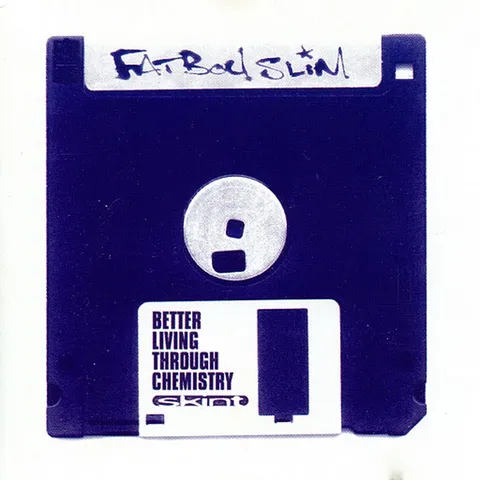 FATBOY SLIM
BETTER
LIVING
THROUGH
CHEMISTRY
skint